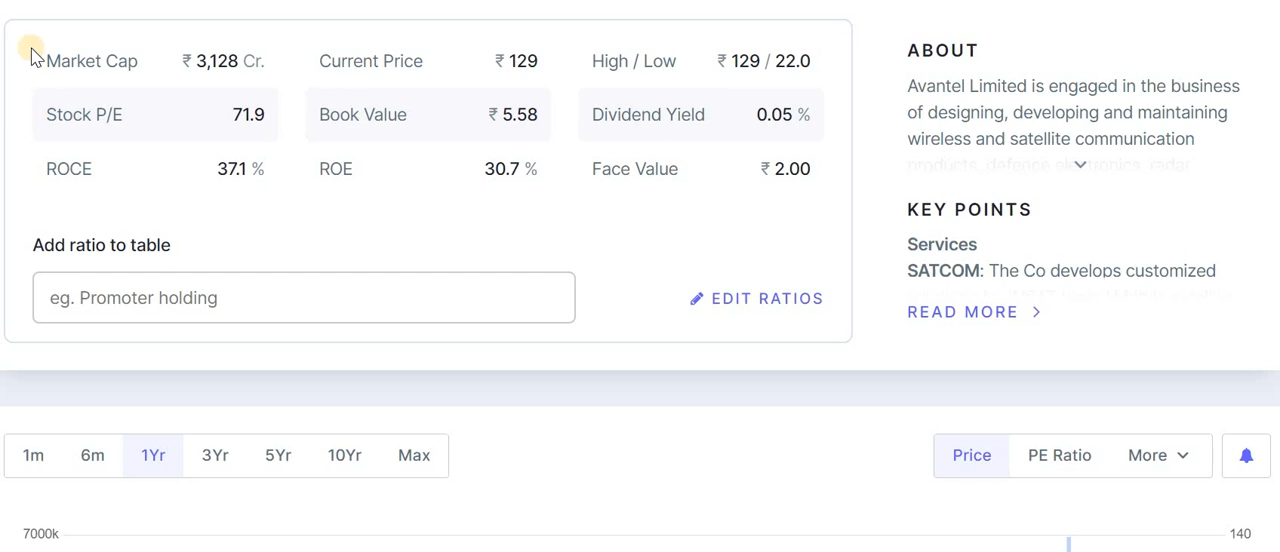 Market Cap ₹ 3,128 Cr. Current Price ₹ 129 High / Low ₹ 129 / 22.0
Stock P/E 71.9 Book Value ₹ 5.58 Dividend Yield 0.05 %
ROCE 37.1 % ROE 30.7 % Face Value ₹ 2.00
Add ratio to table
eg. Promoter holding
EDIT RATIOS
ABOUT
Avantel Limited is engaged in the business
of designing, developing and maintaining
wireless and satellite communication
products, defence electronics, radar
KEY POINTS
Services
SATCOM: The Co develops customized
READ MORE
1m 6m 1Yr 3Yr 5Yr 10Yr Max
Price PE Ratio More
7000k 140